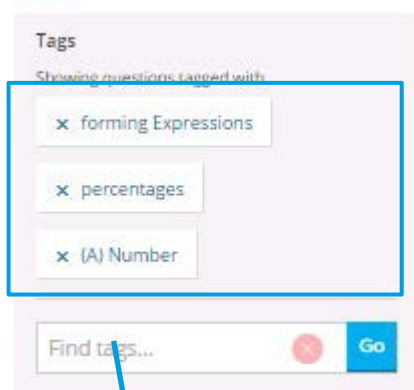 Tags
Showing questions tagged with
× forming Expressions
× percentages
× (A) Number
Find tags...
Go